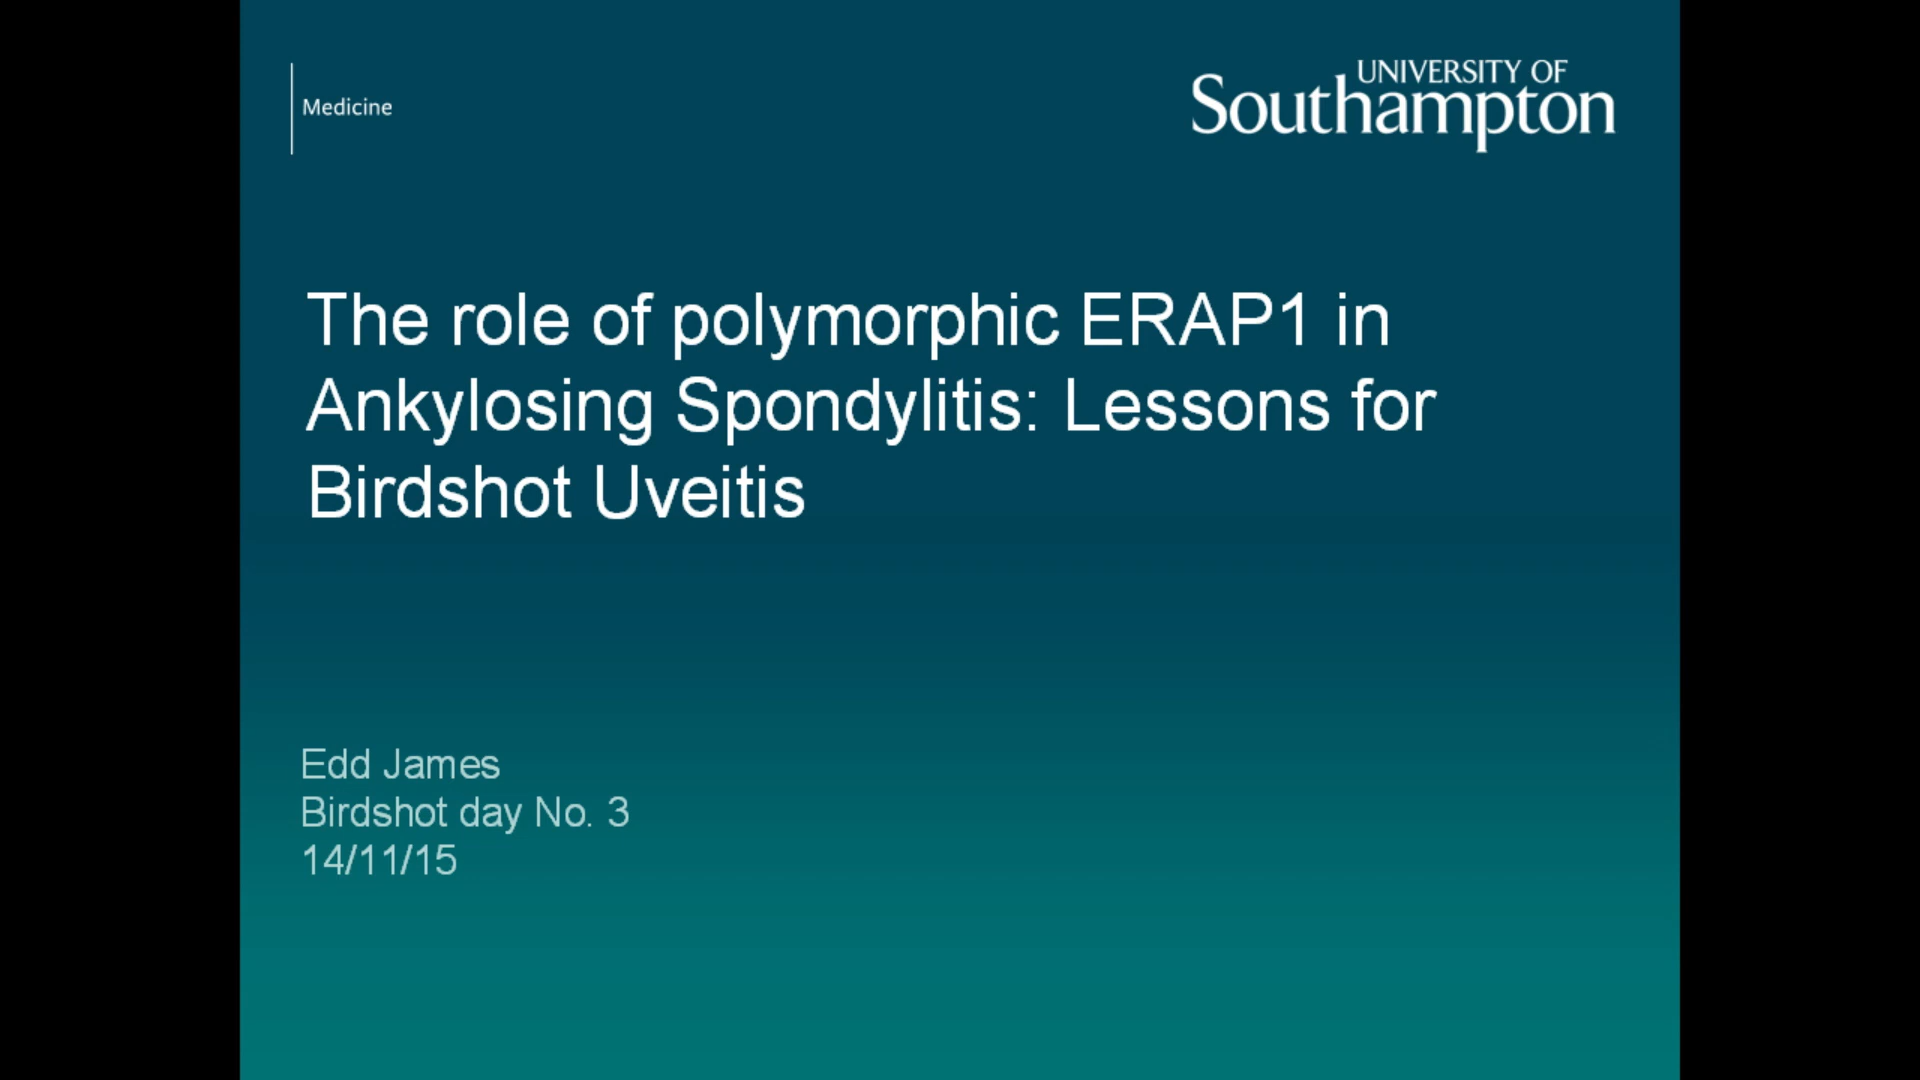 Medicine
UNIVERSITY OF
Southampton
The role of polymorphic ERAP1 in
Ankylosing Spondylitis: Lessons for
Birdshot Uveitis
Edd James
Birdshot day No. 3
14/11/15